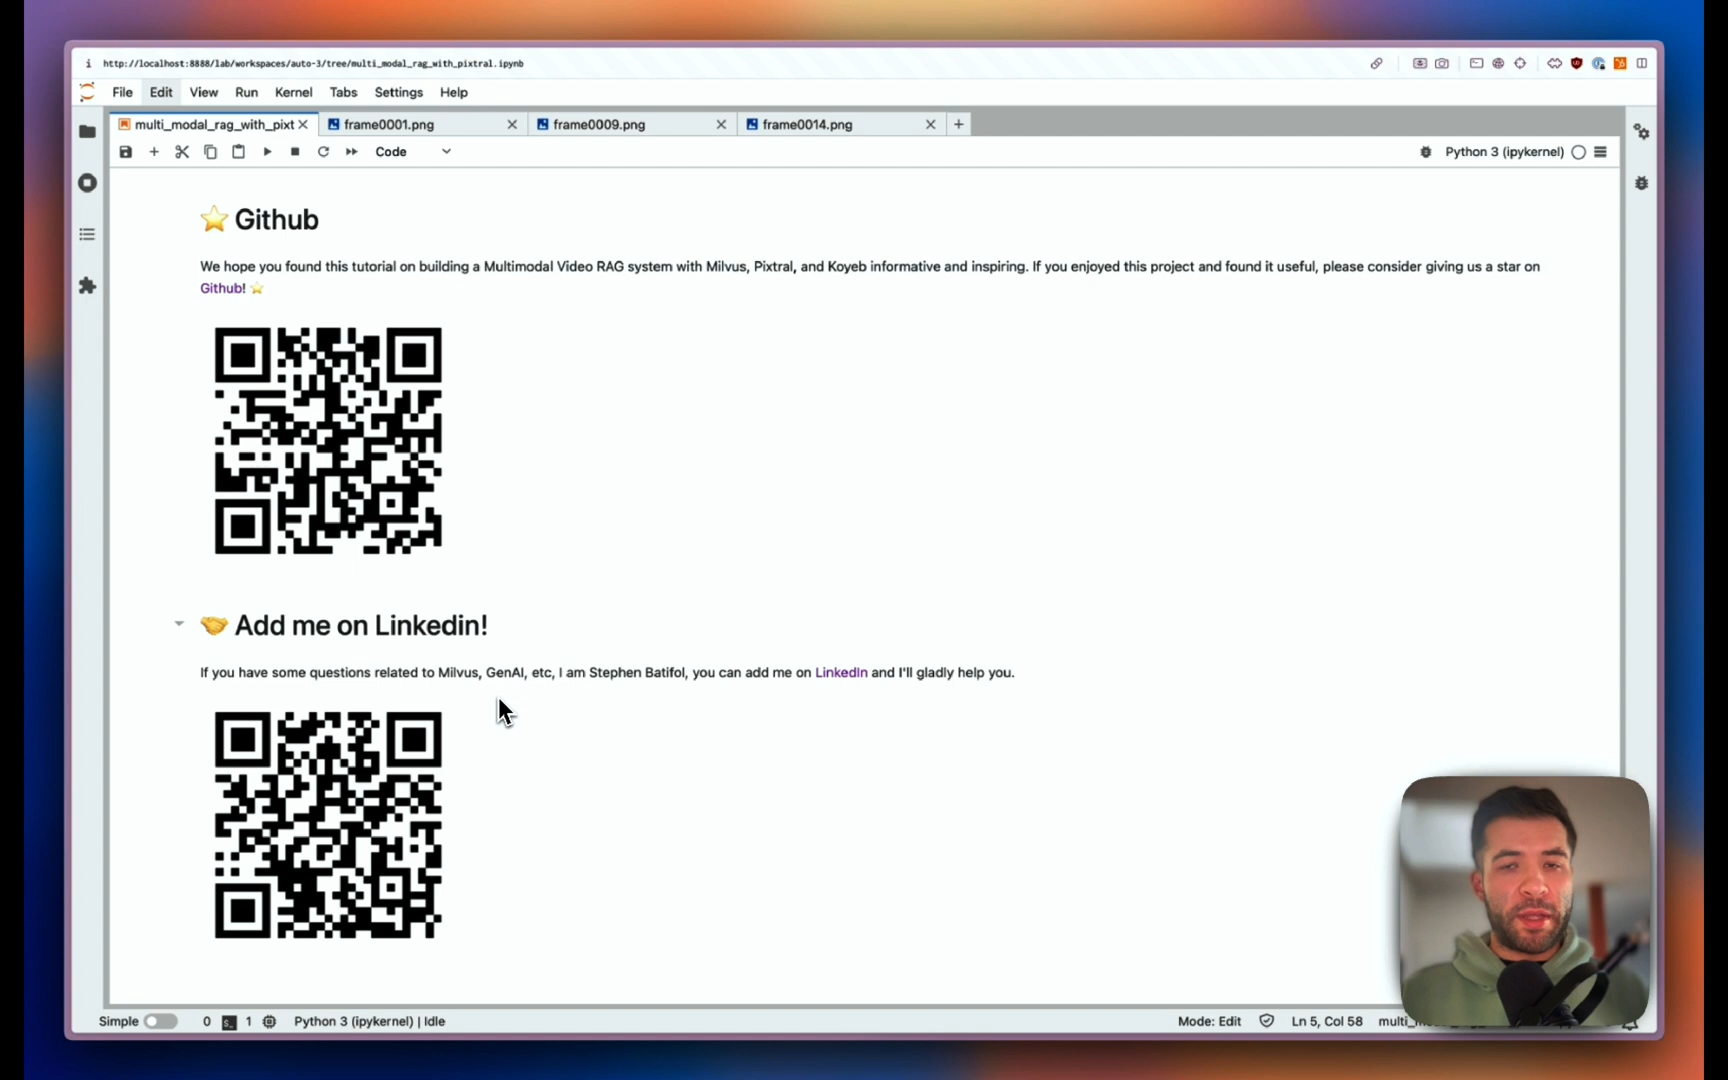 http://localhost:8888/lab/workspaces/auto-3/tree/multi_modal_rag_with_pixtral.ipynb
File Edit View Run Kernel Tabs Settings Help
multi_modal_rag_with_pixt frame0001.png frame0009.png frame0014.png
Code Python 3 (ipykernel)
⭐ Github
We hope you found this tutorial on building a Multimodal Video RAG system with Milvus, Pixtral, and Koyeb informative and inspiring. If you enjoyed this project and found it useful, please consider giving us a star on
Github! ⭐
🤝 Add me on Linkedin!
If you have some questions related to Milvus, GenAI, etc, I am Stephen Batifol, you can add me on LinkedIn and I'll gladly help you.
Simple 0 1 Python 3 (ipykernel) | Idle Mode: Edit Ln 5, Col 58